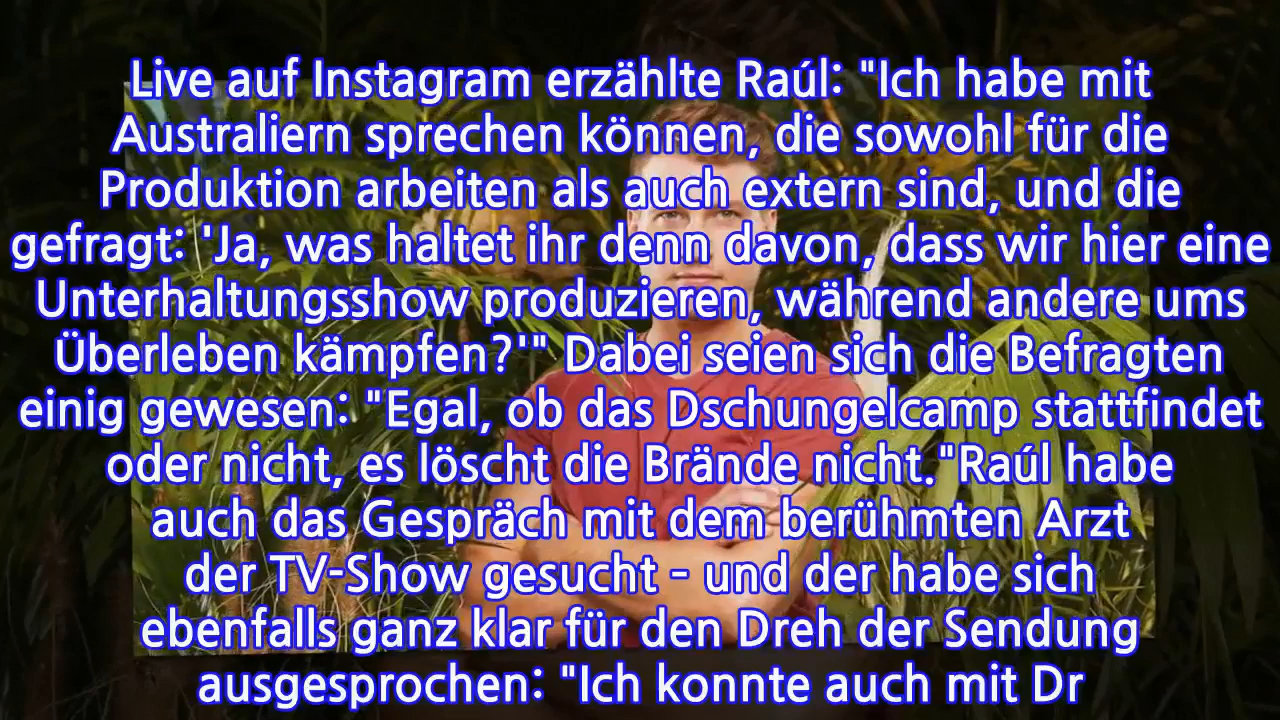 Live auf Instagram erzählte Raúl: "Ich habe mit
Australiern sprechen können, die sowohl für die
Produktion arbeiten als auch extern sind, und die
gefragt: 'Ja, was haltet ihr denn davon, dass wir hier eine
Unterhaltungsshow produzieren, während andere ums
Überleben kämpfen?'" Dabei seien sich die Befragten
einig gewesen: "Egal, ob das Dschungelcamp stattfindet
oder nicht, es löscht die Brände nicht."Raúl habe
auch das Gespräch mit dem berühmten Arzt
der TV-Show gesucht - und der habe sich
ebenfalls ganz klar für den Dreh der Sendung
ausgesprochen: "Ich konnte auch mit Dr